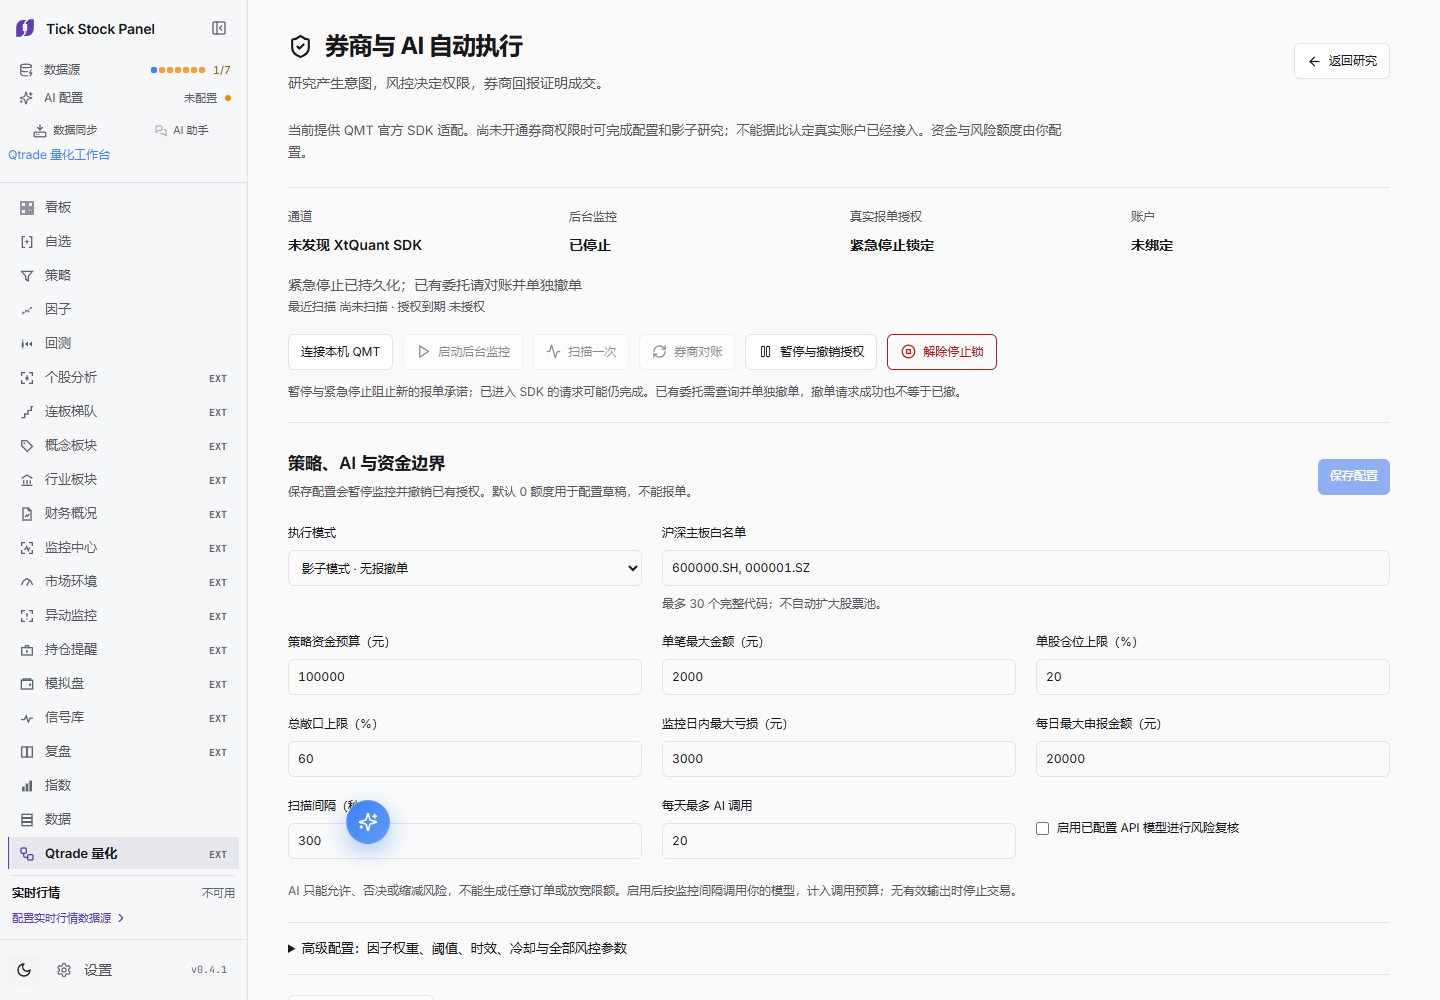 Tick Stock Panel
数据源 1/7
AI 配置 未配置
数据同步 AI 助手
Qtrade 量化工作台
看板
自选
策略
因子
回测
个股分析 EXT
连板梯队 EXT
概念板块 EXT
行业板块 EXT
财务概况 EXT
监控中心 EXT
市场环境 EXT
异动监控 EXT
持仓提醒 EXT
模拟盘 EXT
信号库 EXT
复盘 EXT
指数
数据
Qtrade 量化 EXT
实时行情 不可用
配置实时行情数据源
设置 v0.4.1
券商与 AI 自动执行
返回研究
研究产生意图，风控决定权限，券商回报证明成交。
当前提供 QMT 官方 SDK 适配。尚未开通券商权限时可完成配置和影子研究；不能据此认定真实账户已经接入。资金与风险额度由你配
置。
通道 后台监控 真实报单授权 账户
未发现 XtQuant SDK 已停止 紧急停止锁定 未绑定
紧急停止已持久化；已有委托请对账并单独撤单
最近扫描 尚未扫描 · 授权到期 未授权
连接本机 QMT 启动后台监控 扫描一次 券商对账 暂停与撤销授权 解除停止锁
暂停与紧急停止阻止新的报单承诺；已进入 SDK 的请求可能仍完成。已有委托需查询并单独撤单，撤单请求成功也不等于已撤。
策略、AI 与资金边界
保存配置
保存配置会暂停监控并撤销已有授权。默认 0 额度用于配置草稿，不能报单。
执行模式 沪深主板白名单
影子模式 · 无报撤单 600000.SH, 000001.SZ
最多 30 个完整代码；不自动扩大股票池。
策略资金预算（元） 单笔最大金额（元） 单股仓位上限（%）
100000 2000 20
总敞口上限（%） 监控日内最大亏损（元） 每日最大申报金额（元）
60 3000 20000
扫描间隔 每天最多 AI 调用
300 20 启用已配置 API 模型进行风险复核
AI 只能允许、否决或缩减风险，不能生成任意订单或放宽限额。启用后按监控间隔调用你的模型，计入调用预算；无有效输出时停止交易。
高级配置：因子权重、阈值、时效、冷却与全部风控参数